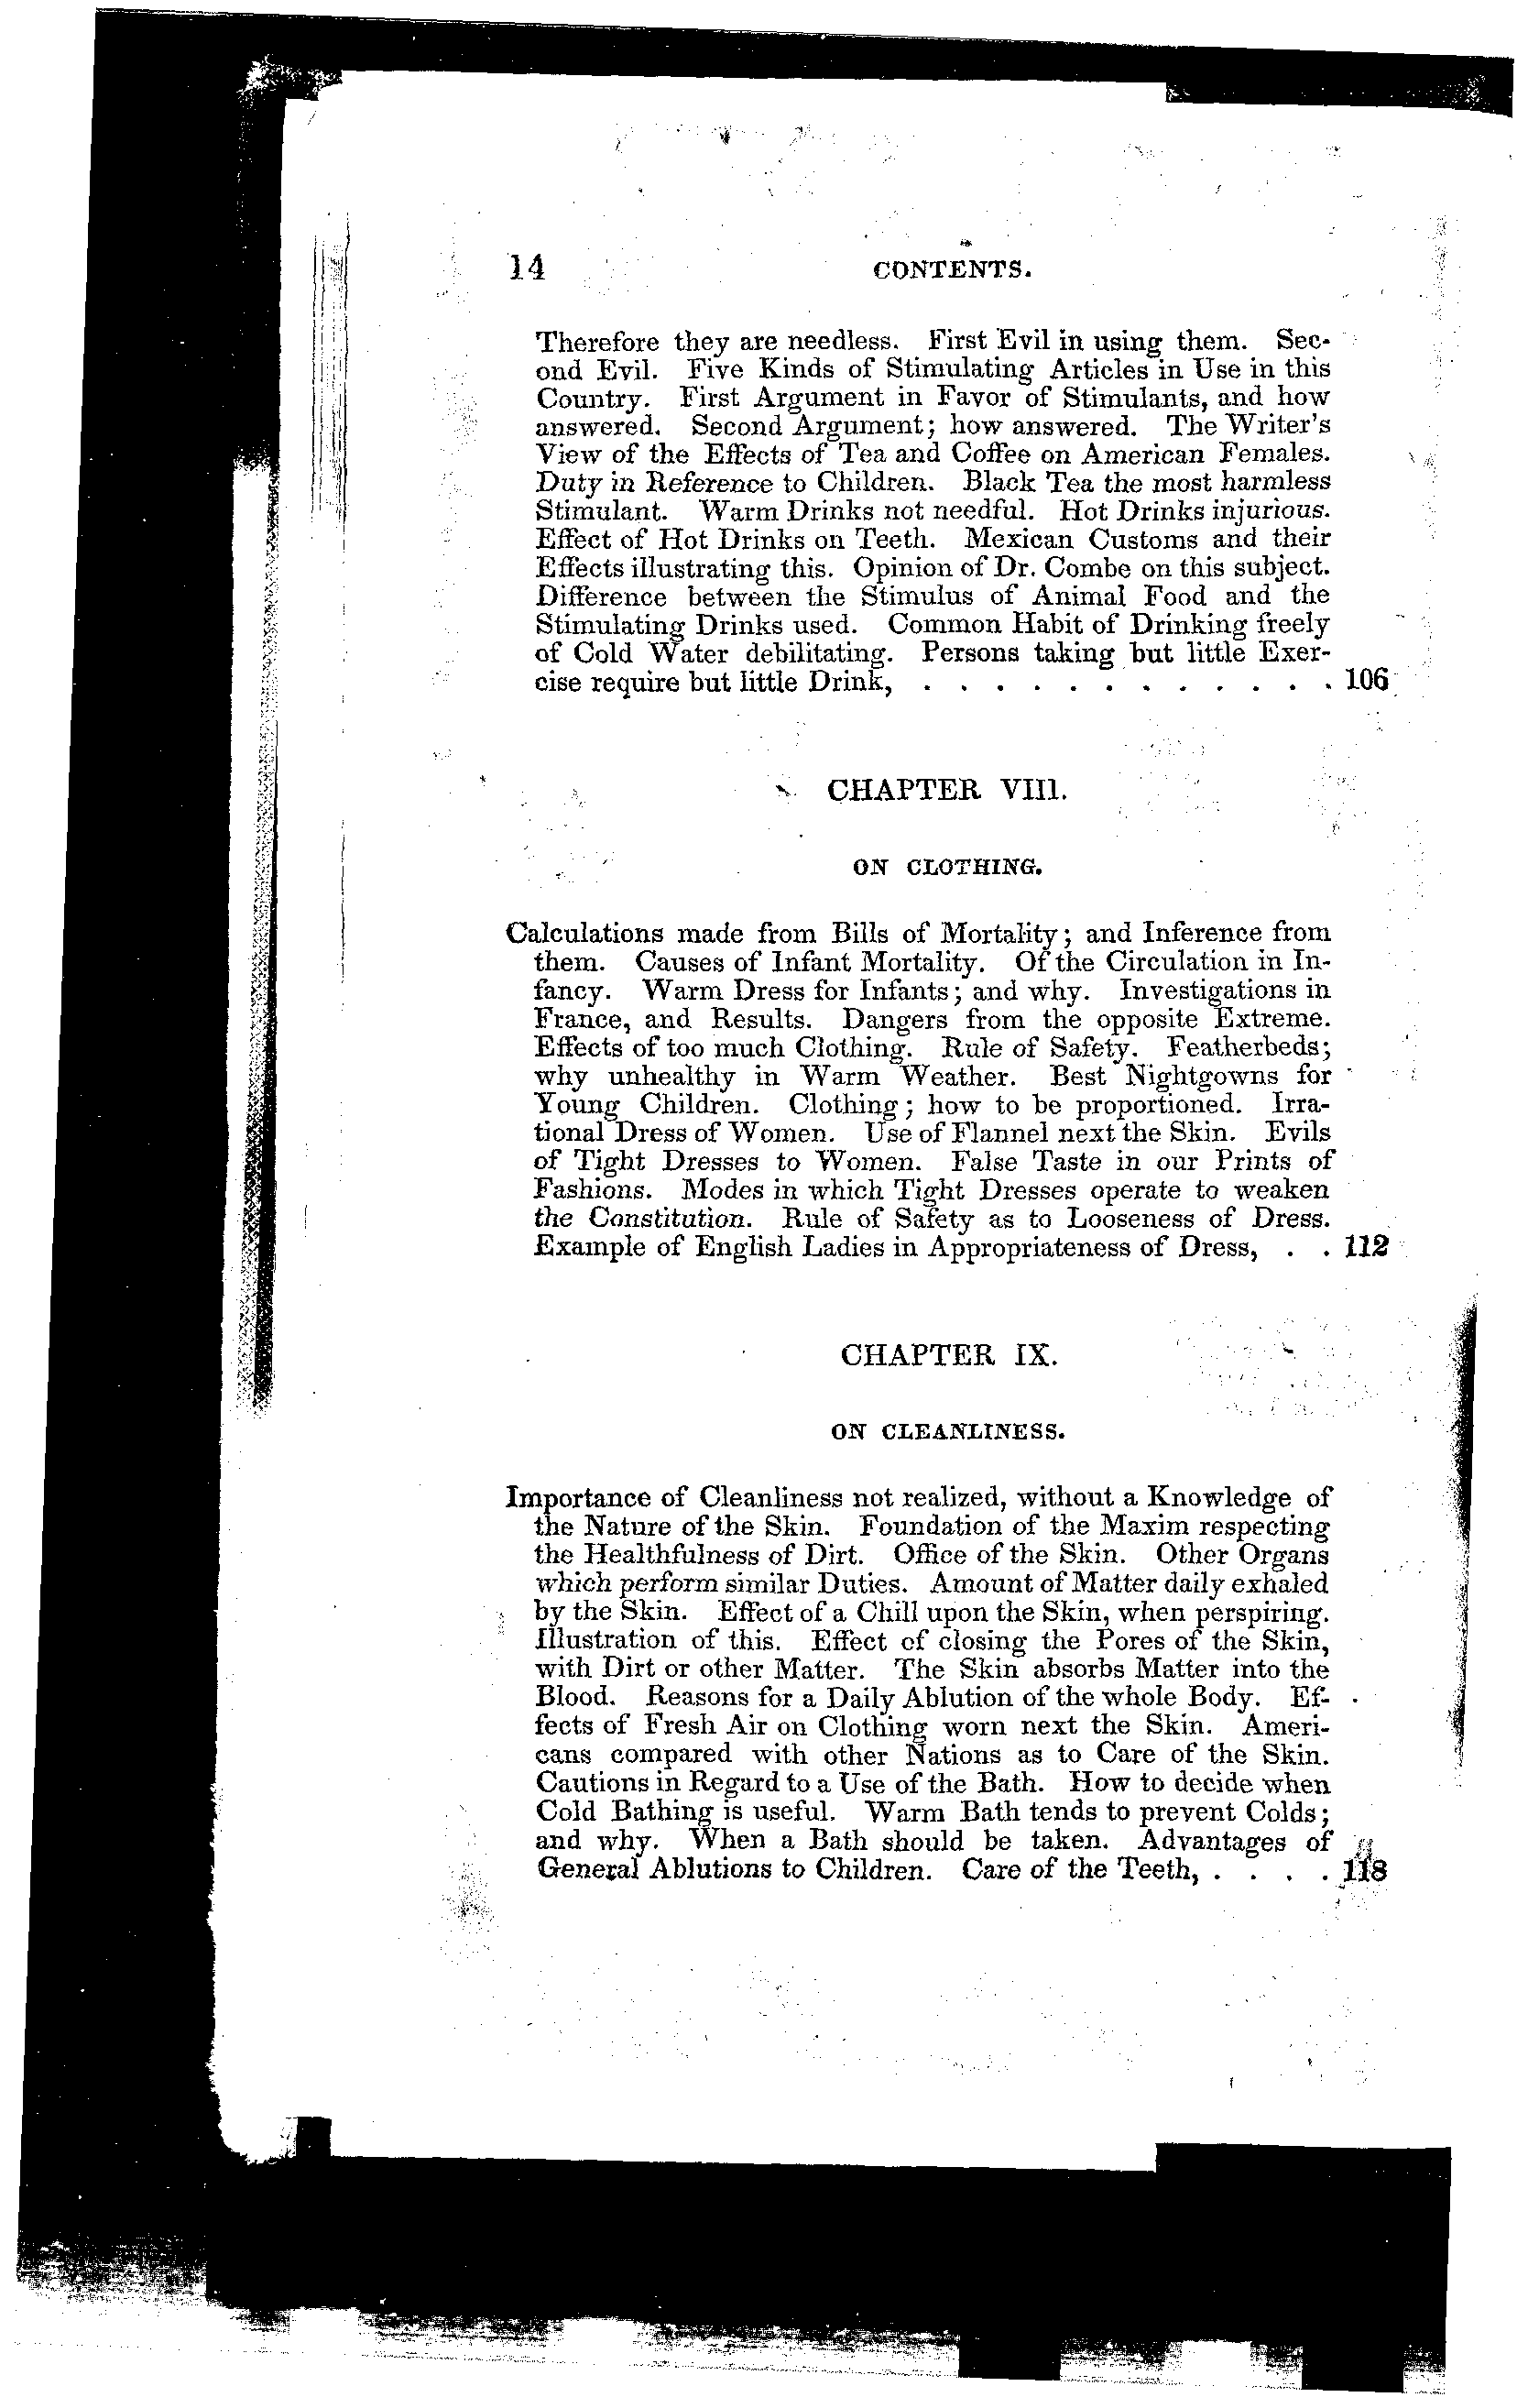 14 CONTENTS.
Therefore they are needless. First Evil in using them. Sec-
ond Evil. Five Kinds of Stimulating Articles in Use in this
Country. First Argument in Favor of Stimulants, and how
answered. Second Argument; how answered. The Writer's
View of the Effects of Tea and Coffee on American Females.
Duty in Reference to Children. Black Tea the most harmless
Stimulant. Warm Drinks not needful. Hot Drinks injurious.
Effect of Hot Drinks on Teeth. Mexican Customs and their
Effects illustrating this. Opinion of Dr. Combe on this subject.
Difference between the Stimulus of Animal Food and the
Stimulating Drinks used. Common Habit of Drinking freely
of Cold Water debilitating. Persons taking but little Exer-
cise require but little Drink, . . . . . . . . . . . . 106
CHAPTER VIII.
ON CLOTHING.
Calculations made from Bills of Mortality; and Inference from
them. Causes of Infant Mortality. Of the Circulation in In-
fancy. Warm Dress for Infants; and why. Investigations in
France, and Results. Dangers from the opposite Extreme.
Effects of too much Clothing. Rule of Safety. Featherbeds;
why unhealthy in Warm Weather. Best Nightgowns for
Young Children. Clothing; how to be proportioned. Irra-
tional Dress of Women. Use of Flannel next the Skin. Evils
of Tight Dresses to Women. False Taste in our Prints of
Fashions. Modes in which Tight Dresses operate to weaken
the Constitution. Rule of Safety as to Looseness of Dress.
Example of English Ladies in Appropriateness of Dress, . . 112
CHAPTER IX.
ON CLEANLINESS.
Importance of Cleanliness not realized, without a Knowledge of
the Nature of the Skin. Foundation of the Maxim respecting
the Healthfulness of Dirt. Office of the Skin. Other Organs
which perform similar Duties. Amount of Matter daily exhaled
by the Skin. Effect of a Chill upon the Skin, when perspiring.
Illustration of this. Effect of closing the Pores of the Skin,
with Dirt or other Matter. The Skin absorbs Matter into the
Blood. Reasons for a Daily Ablution of the whole Body. Ef-
fects of Fresh Air on Clothing worn next the Skin. Ameri-
cans compared with other Nations as to Care of the Skin.
Cautions in Regard to a Use of the Bath. How to decide when
Cold Bathing is useful. Warm Bath tends to prevent Colds;
and why. When a Bath should be taken. Advantages of
General Ablutions to Children. Care of the Teeth, . . . . 118